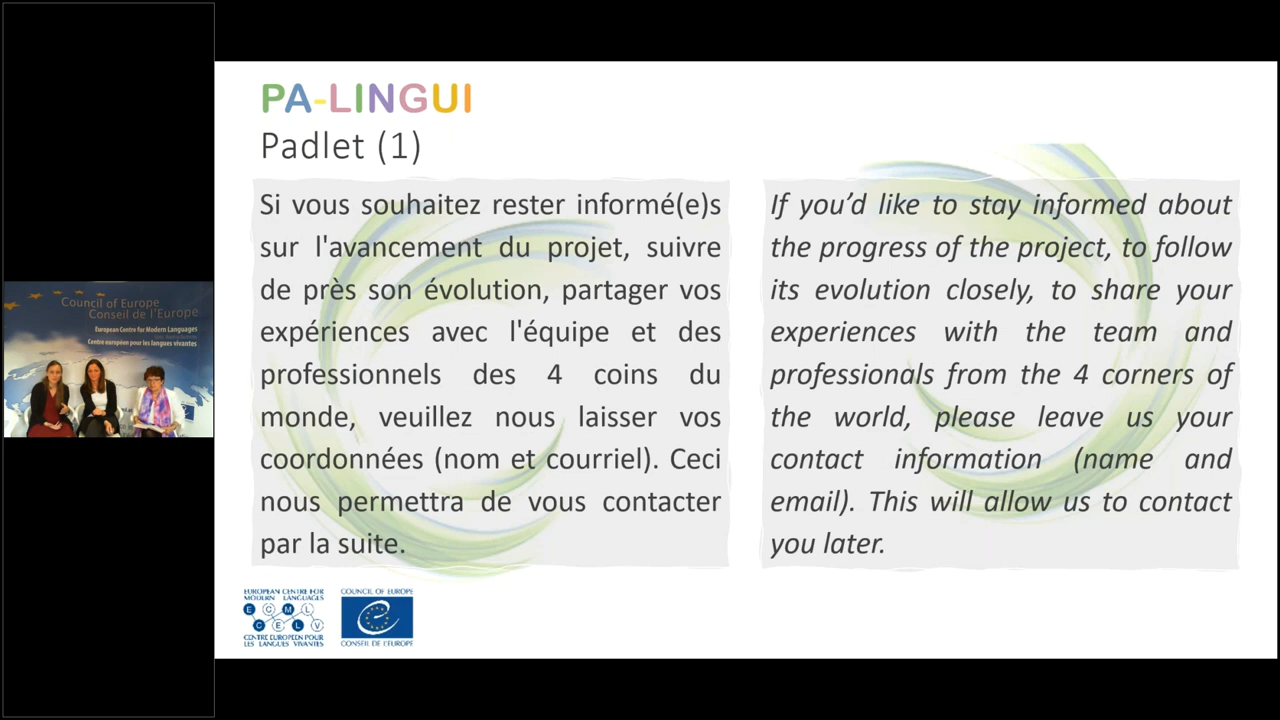 Council of Europe
Conseil de l'Europe
European Centre for Modern Languages
Centre européen pour les langues vivantes
PA-LINGUI
Padlet (1)
Si vous souhaitez rester informé(e)s
sur l'avancement du projet, suivre
de près son évolution, partager vos
expériences avec l'équipe et des
professionnels des 4 coins du
monde, veuillez nous laisser vos
coordonnées (nom et courriel). Ceci
nous permettra de vous contacter
par la suite.
If you’d like to stay informed about
the progress of the project, to follow
its evolution closely, to share your
experiences with the team and
professionals from the 4 corners of
the world, please leave us your
contact information (name and
email). This will allow us to contact
you later.
EUROPEAN CENTRE FOR
MODERN LANGUAGES
E C M L
C E L V
CENTRE EUROPEEN POUR
LES LANGUES VIVANTES
COUNCIL OF EUROPE
CONSEIL DE L'EUROPE